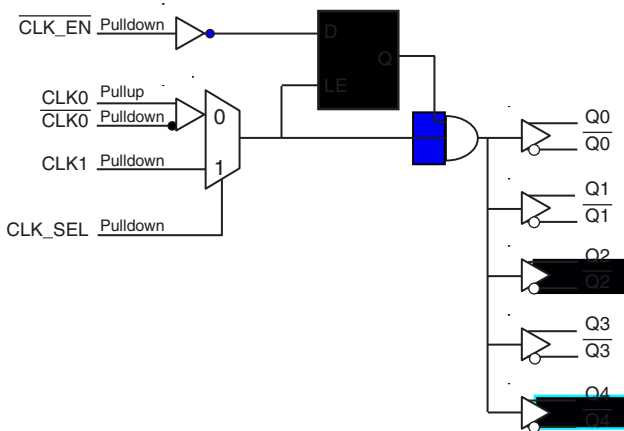 CLK_EN Pulldown
D
Q
LE
CLK0 Pullup
CLK0 Pulldown
0
CLK1 Pulldown
1
CLK_SEL Pulldown
Q0
Q0
Q1
Q1
Q2
Q2
Q3
Q3
Q4
Q4